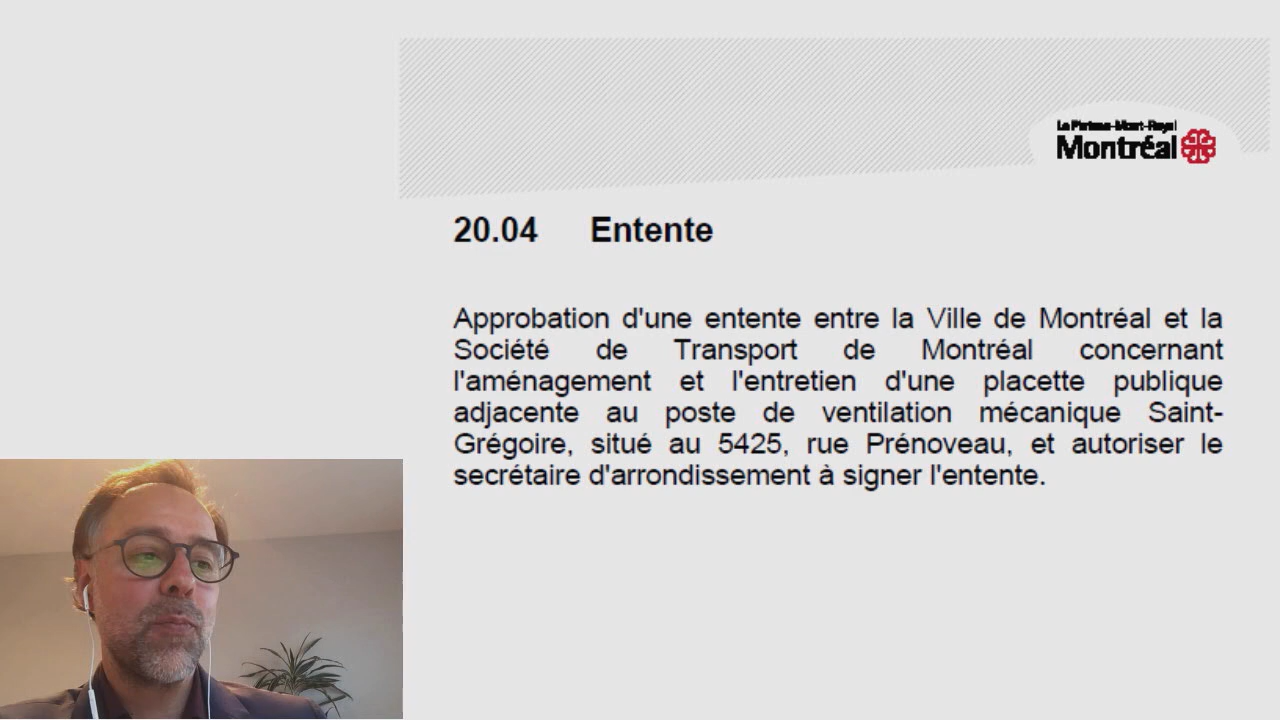 Le Plateau-Mont-Royal
Montréal
20.04 Entente
Approbation d'une entente entre la Ville de Montréal et la
Société de Transport de Montréal concernant
l'aménagement et l'entretien d'une placette publique
adjacente au poste de ventilation mécanique Saint-
Grégoire, situé au 5425, rue Prénoveau, et autoriser le
secrétaire d'arrondissement à signer l'entente.